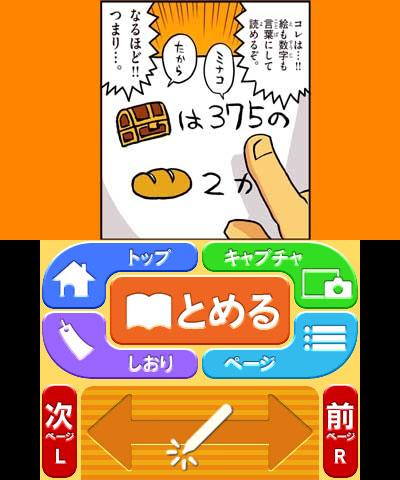 コレは…!!
絵も数字も
言葉にして
読めるぞ。
ミナコ
たから
なるほど!!
つまり…。
は375の
2か
トップ
キャプチャ
とめる
しおり
ページ
次
ページ
L
前
ページ
R